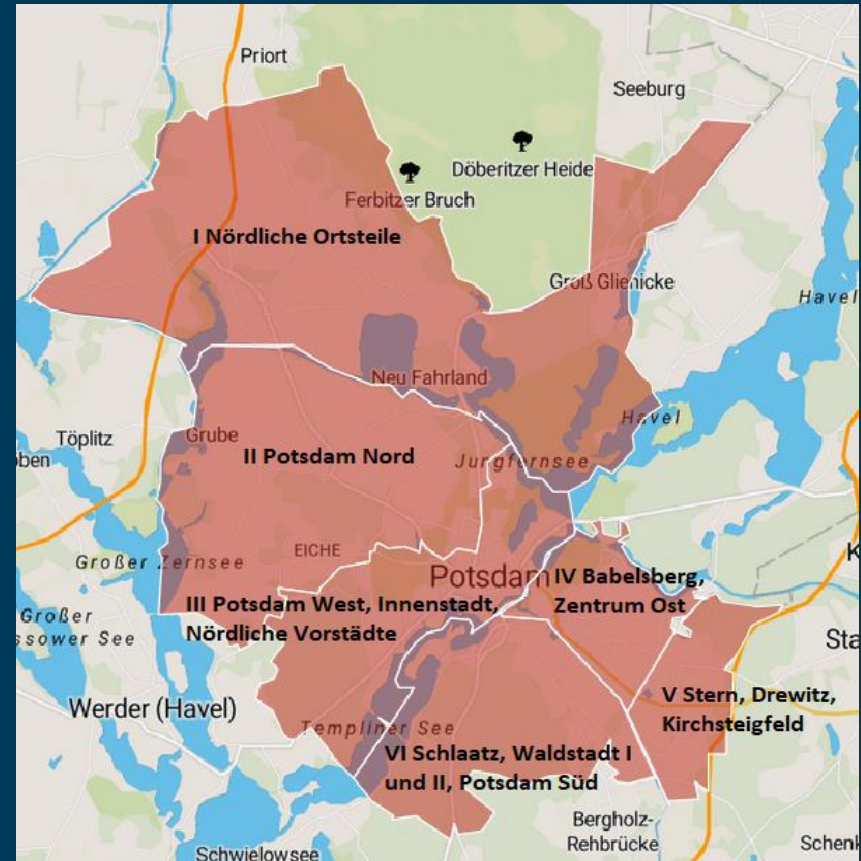 Priort
Seeburg
Döberitzer Heide
Ferbitzer Bruch
I Nördliche Ortsteile
Groß Glienicke
Havel
Neu Fahrland
Havel
Töplitz
Grube
II Potsdam Nord
Jungfernsee
Großer Zernsee
EICHE
Potsdam
IV Babelsberg,
Zentrum Ost
III Potsdam West, Innenstadt,
Nördliche Vorstädte
Großer
ssower See
Sta
Werder (Havel)
V Stern, Drewitz,
Kirchsteigfeld
Templiner See
VI Schlaatz, Waldstadt I
und II, Potsdam Süd
Bergholz-
Rehbrücke
Schenk
Schwielowsee